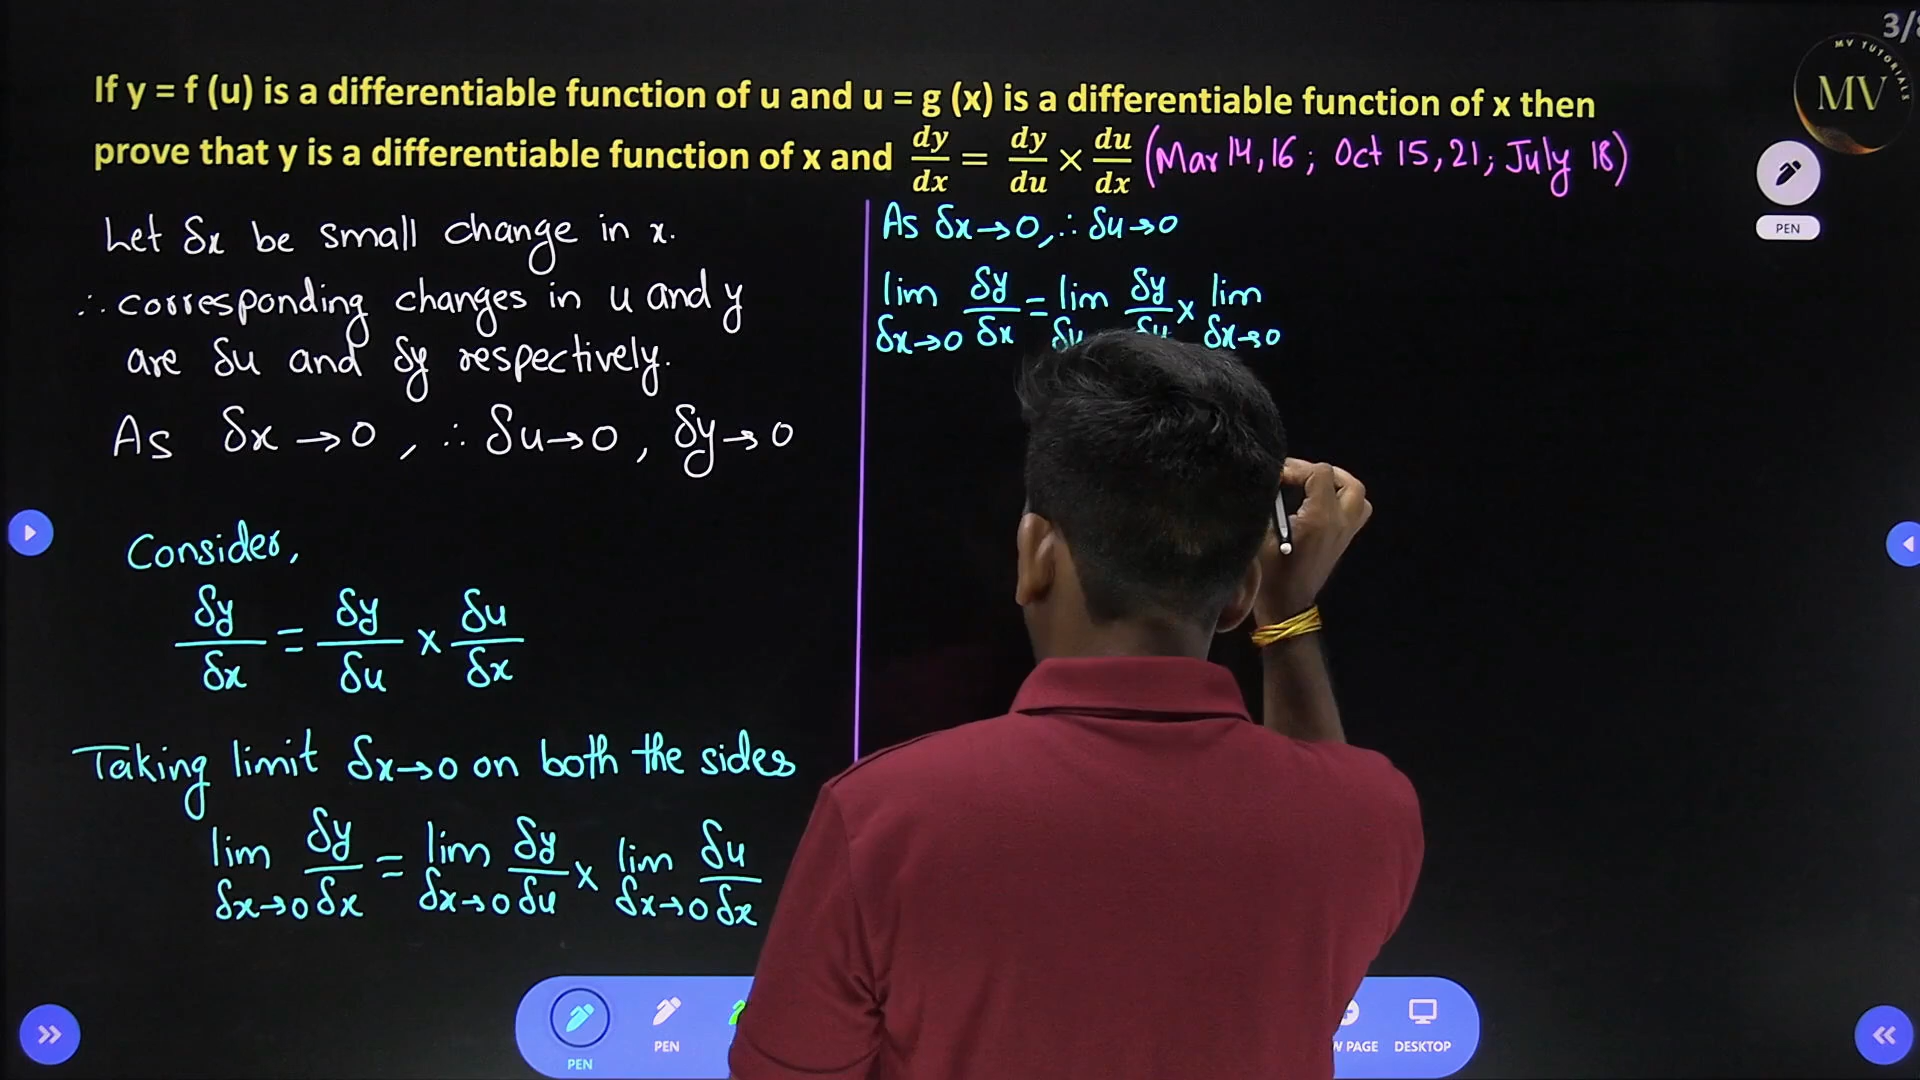 3/8
MV TUTORIALS
MV
If y = f (u) is a differentiable function of u and u = g (x) is a differentiable function of x then
prove that y is a differentiable function of x and dy/dx = dy/du × du/dx (Mar 14, 16 ; Oct 15, 21 ; July 18)
PEN
Let δx be small change in x.
∴ corresponding changes in u and y
are δu and δy respectively.
As δx → 0 , ∴ δu → 0 , δy → 0
Consider,
δy/δx = δy/δu × δu/δx
Taking limit δx → 0 on both the sides
lim δx→0 δy/δx = lim δx→0 δy/δu × lim δx→0 δu/δx
As δx → 0, ∴ δu → 0
lim δx→0 δy/δx = lim δy/δu × lim δx→0
PEN
PEN
PAGE
DESKTOP